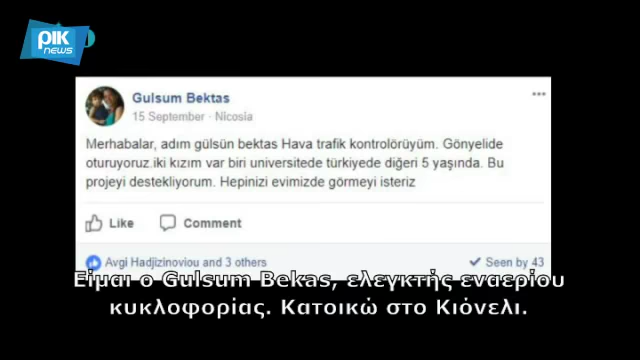 ΡΙΚ
news
Gulsum Bektas
15 September · Nicosia
Merhabalar, adım gülsün bektas Hava trafik kontrolörüyüm. Gönyelide
oturuyoruz.iki kızım var biri universitede türkiyede diğeri 5 yaşında. Bu
projeyi destekliyorum. Hepinizi evimizde görmeyi isteriz
Like Comment
Avgi Hadjizinoviou and 3 others Seen by 43
Είμαι ο Gulsum Bekas, ελεγκτής εναερίου
κυκλοφορίας. Κατοικώ στο Κιόνελι.